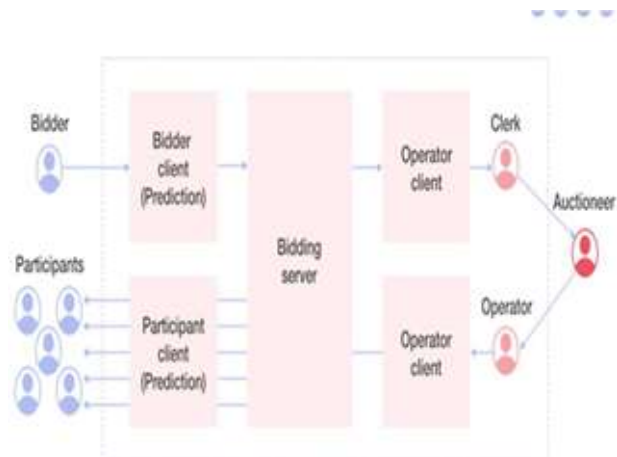 Bidder
Bidder
client
(Prediction)
Bidding
server
Operator
client
Clerk
Auctioneer
Participants
Participant
client
(Prediction)
Operator
client
Operator